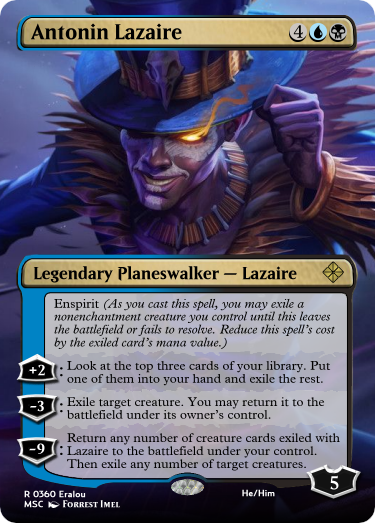 Antonin Lazaire 4
Legendary Planeswalker — Lazaire
Enspirit (As you cast this spell, you may exile a
nonenchantment creature you control until this leaves
the battlefield or fails to resolve. Reduce this spell's cost
by the exiled card's mana value.)
+2: Look at the top three cards of your library. Put
one of them into your hand and exile the rest.
-3: Exile target creature. You may return it to the
battlefield under its owner's control.
-9: Return any number of creature cards exiled with
Lazaire to the battlefield under your control.
Then exile any number of target creatures.
5
R 0360 Eralou He/Him
MSC Forrest Imel